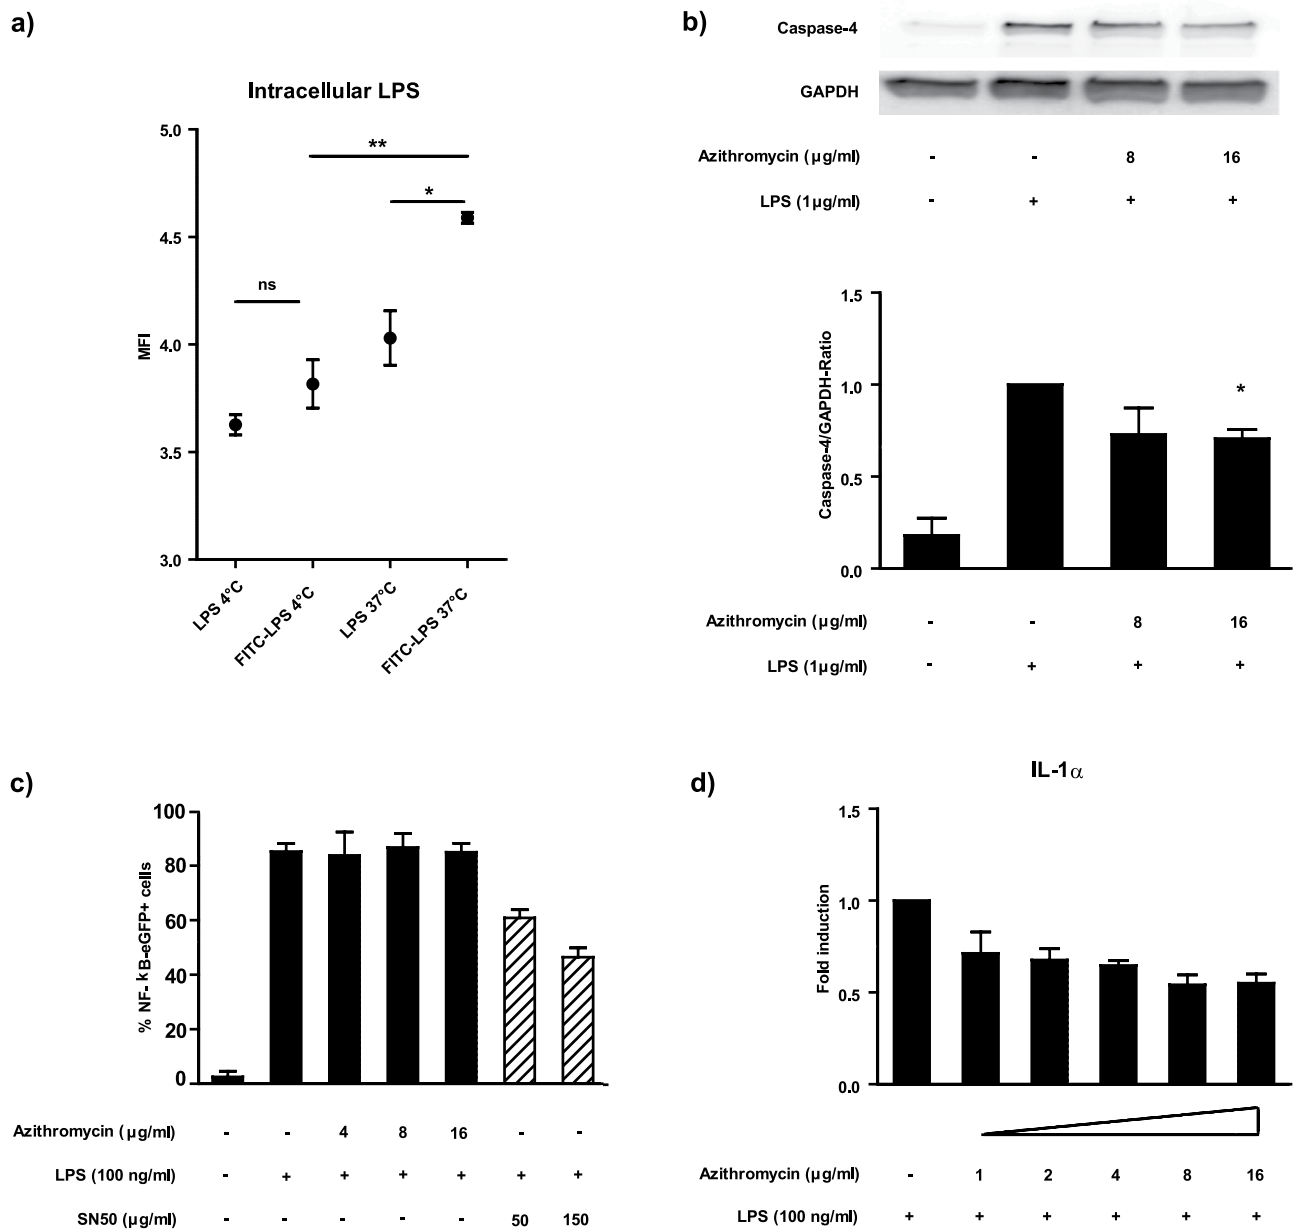 a)
Intracellular LPS
5.0
4.5
4.0
3.5
3.0
MFI
**
*
ns
LPS 4°C
FITC-LPS 4°C
LPS 37°C
FITC-LPS 37°C
b)
Caspase-4
GAPDH
Azithromycin (µg/ml) - - 8 16
LPS (1µg/ml) - + + +
1.5
1.0
0.5
0.0
Caspase-4/GAPDH-Ratio
*
Azithromycin (µg/ml) - - 8 16
LPS (1µg/ml) - + + +
c)
100
80
60
40
20
0
% NF-kB-eGFP+ cells
Azithromycin (µg/ml) - - 4 8 16 - -
LPS (100 ng/ml) - + + + + + +
SN50 (µg/ml) - - - - - 50 150
d)
IL-1α
1.5
1.0
0.5
0.0
Fold induction
Azithromycin (µg/ml) - 1 2 4 8 16
LPS (100 ng/ml) + + + + + +